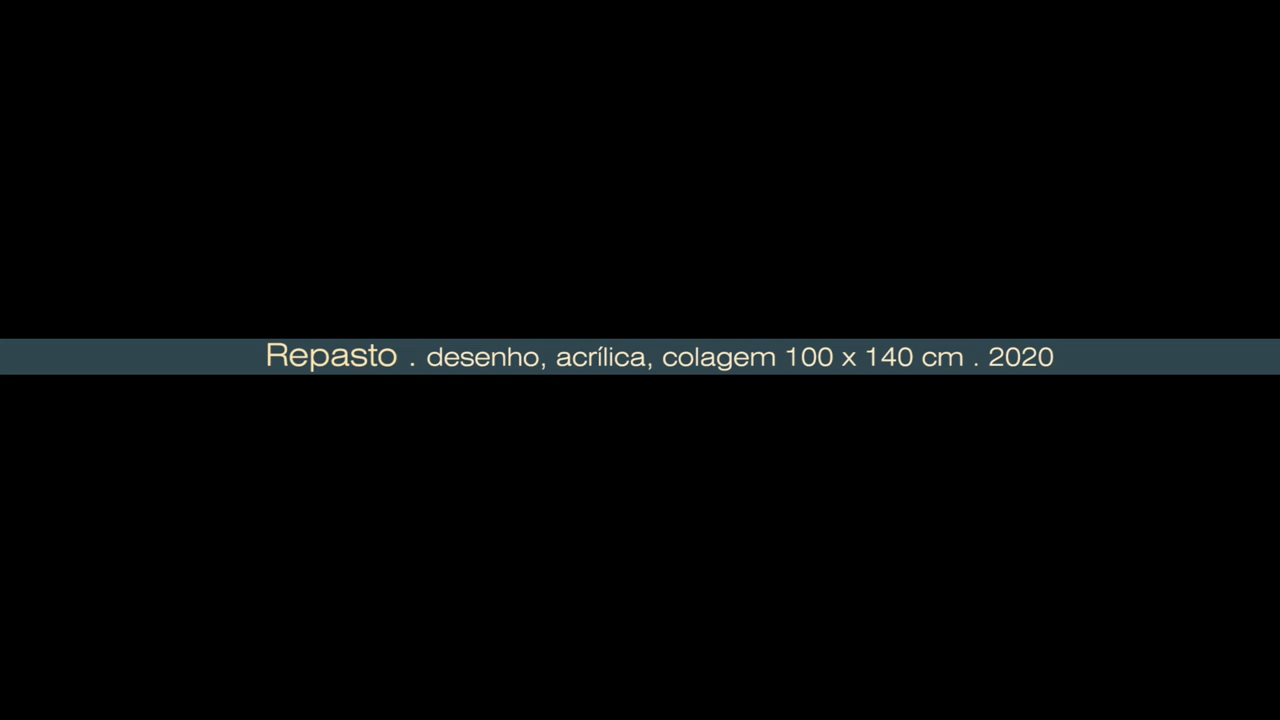 Repasto . desenho, acrílica, colagem 100 x 140 cm . 2020